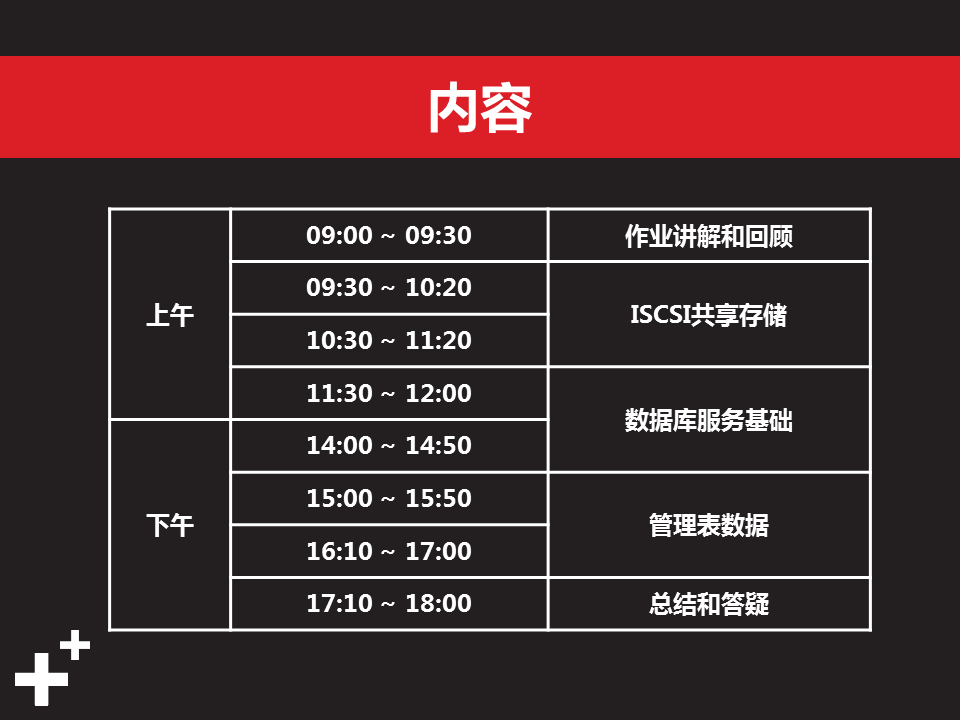 内容
上午
09:00 ~ 09:30
作业讲解和回顾
09:30 ~ 10:20
ISCSI共享存储
10:30 ~ 11:20
11:30 ~ 12:00
数据库服务基础
下午
14:00 ~ 14:50
15:00 ~ 15:50
管理表数据
16:10 ~ 17:00
17:10 ~ 18:00
总结和答疑